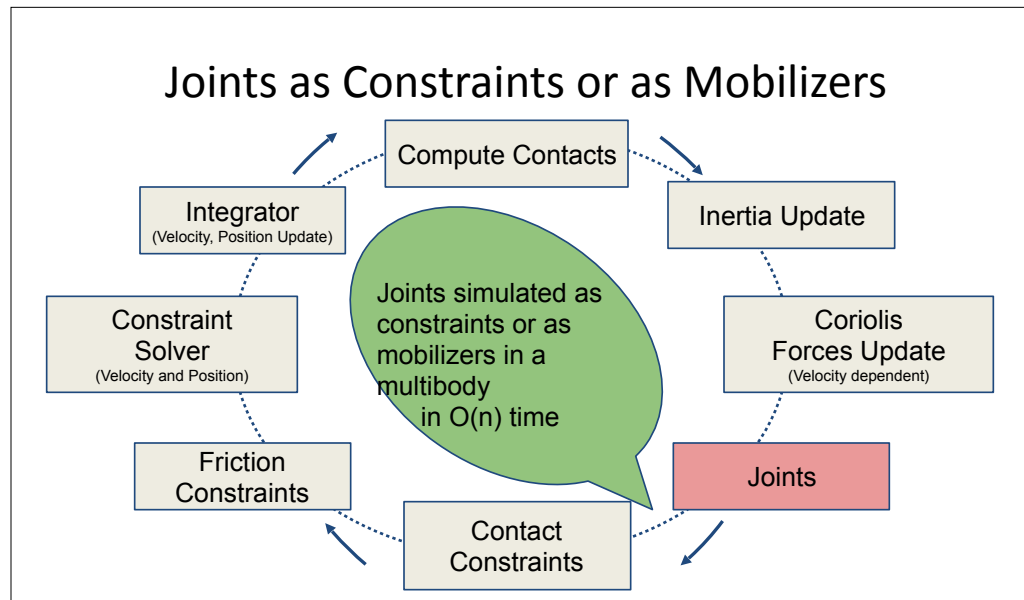 Joints as Constraints or as Mobilizers
Compute Contacts
Inertia Update
Coriolis
Forces Update
(Velocity dependent)
Joints
Contact
Constraints
Friction
Constraints
Constraint
Solver
(Velocity and Position)
Integrator
(Velocity, Position Update)
Joints simulated as
constraints or as
mobilizers in a
multibody
in O(n) time